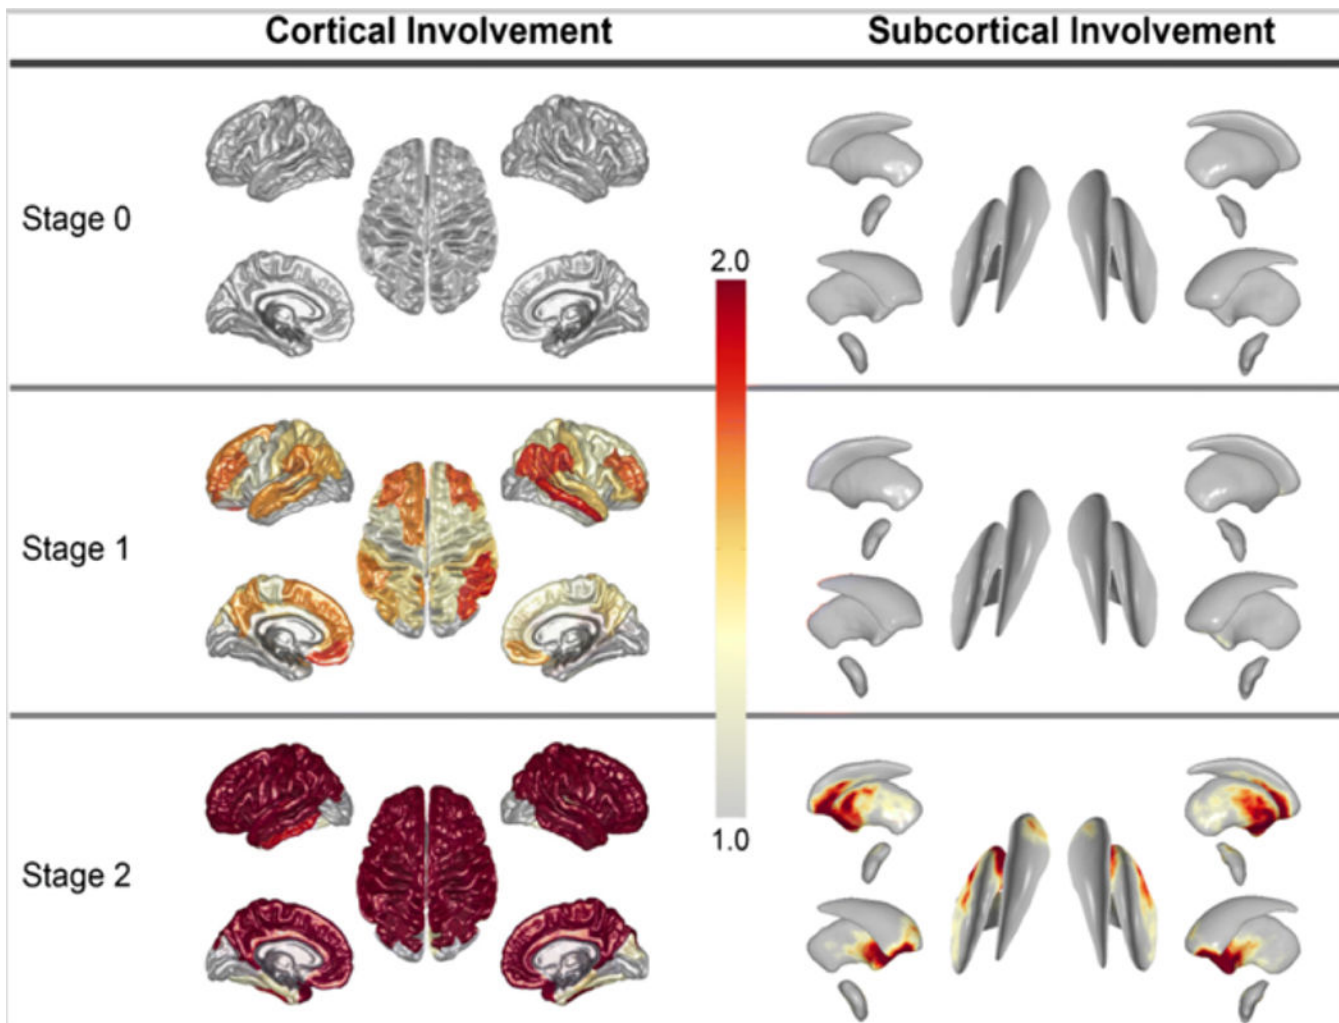 Cortical Involvement
Subcortical Involvement
Stage 0
2.0
Stage 1
1.0
Stage 2